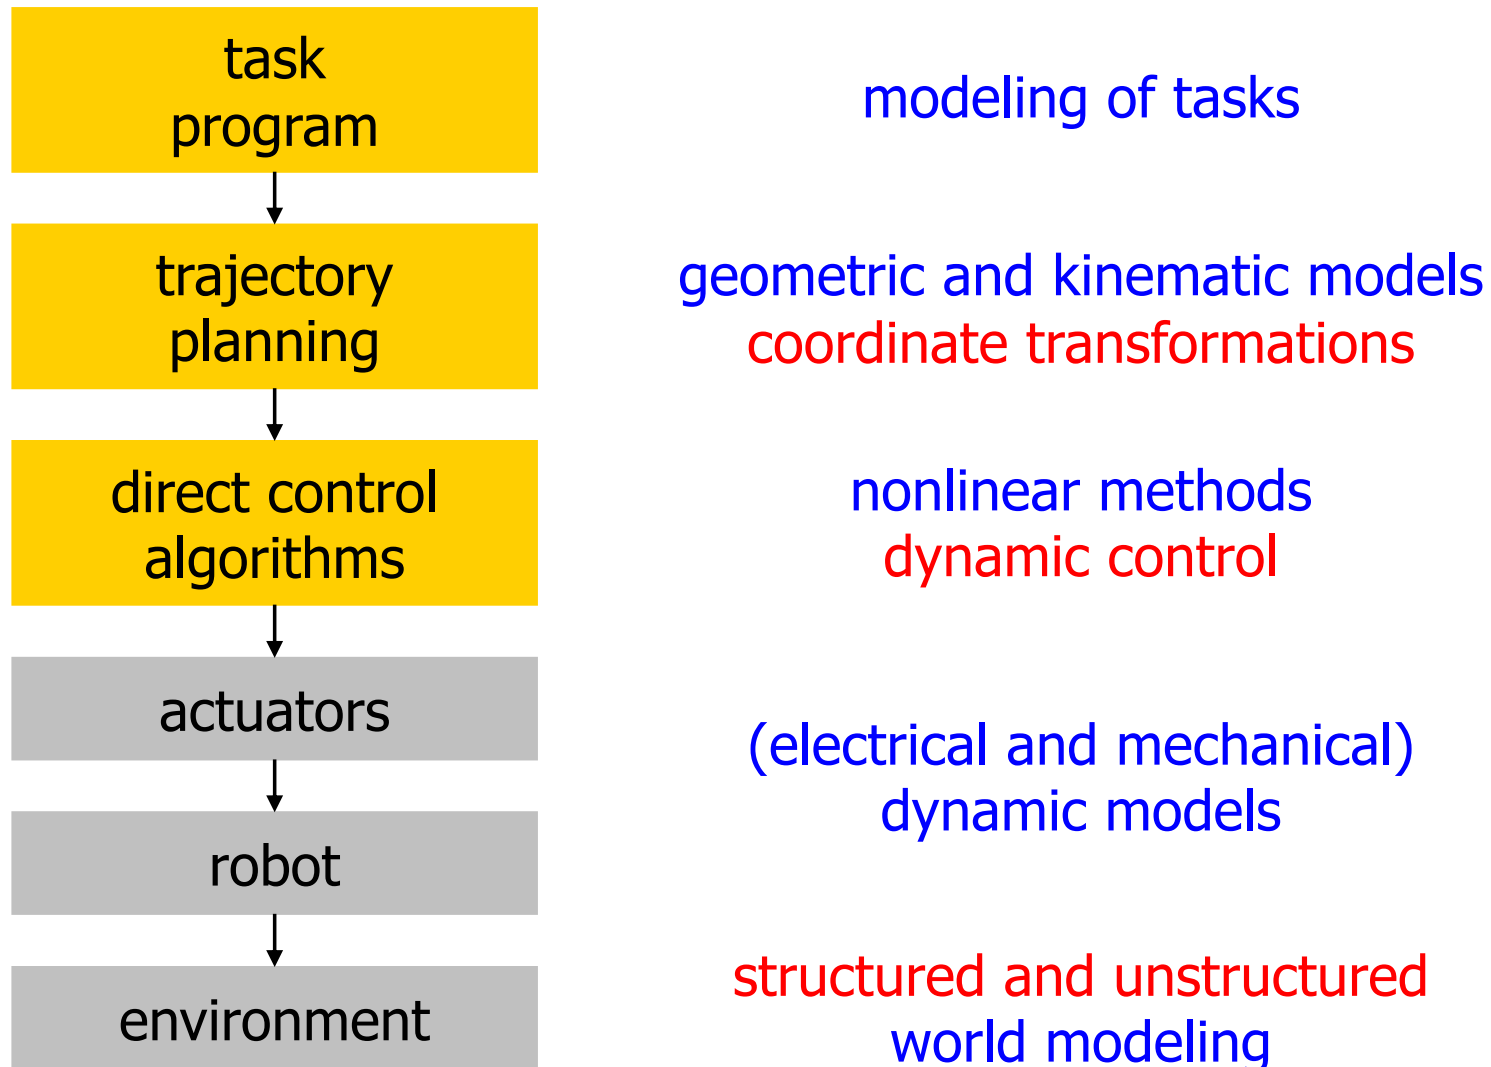 task
program
modeling of tasks
trajectory
planning
geometric and kinematic models
coordinate transformations
direct control
algorithms
nonlinear methods
dynamic control
actuators
(electrical and mechanical)
dynamic models
robot
environment
structured and unstructured
world modeling